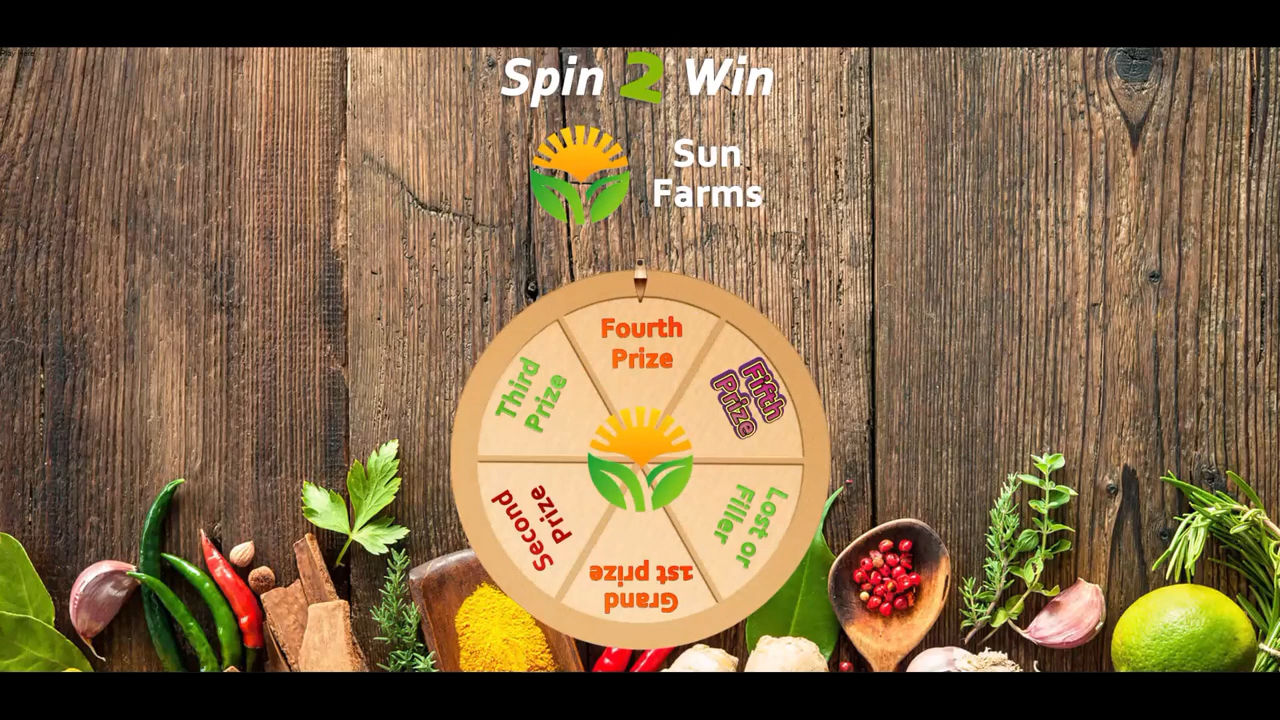 Spin 2 Win
Sun
Farms
Fourth
Prize
Fifth
Prize
Third
Prize
Lost or
Filler
Second
Prize
Grand
1st prize